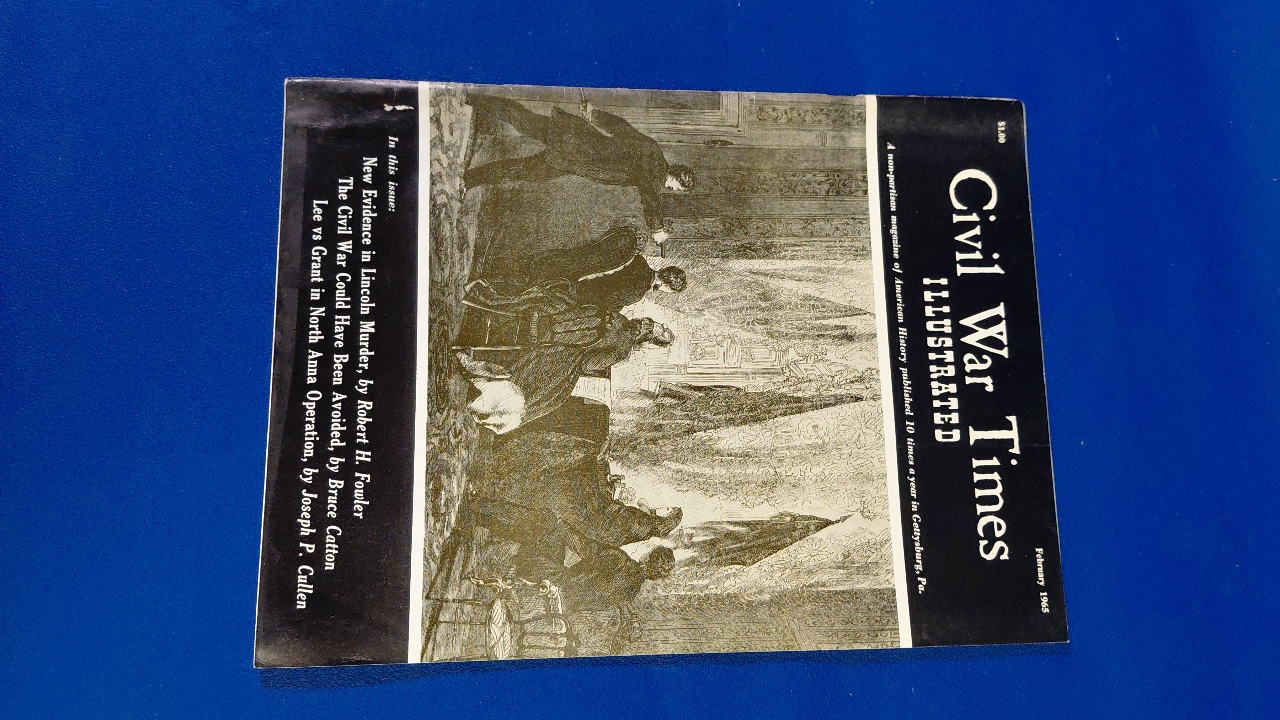 $1.00
February 1965
Civil War Times
ILLUSTRATED
A non-partisan magazine of American History published 10 times a year in Gettysburg, Pa.
In this issue:
New Evidence in Lincoln Murder, by Robert H. Fowler
The Civil War Could Have Been Avoided, by Bruce Catton
Lee vs Grant in North Anna Operation, by Joseph P. Cullen